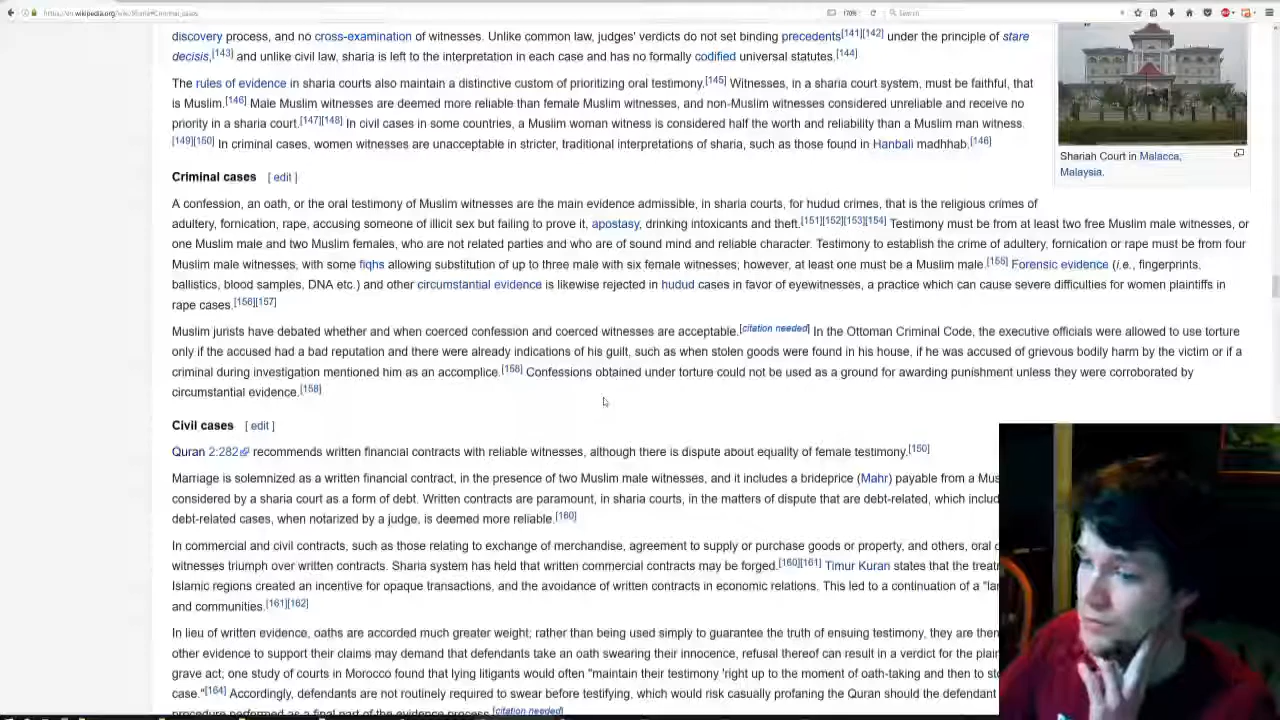 https://en.wikipedia.org/wiki/Sharia#Criminal_cases
170%
Search
discovery process, and no cross-examination of witnesses. Unlike common law, judges' verdicts do not set binding precedents[141][142] under the principle of stare
decisis,[143] and unlike civil law, sharia is left to the interpretation in each case and has no formally codified universal statutes.[144]
The rules of evidence in sharia courts also maintain a distinctive custom of prioritizing oral testimony.[145] Witnesses, in a sharia court system, must be faithful, that
is Muslim.[146] Male Muslim witnesses are deemed more reliable than female Muslim witnesses, and non-Muslim witnesses considered unreliable and receive no
priority in a sharia court.[147][148] In civil cases in some countries, a Muslim woman witness is considered half the worth and reliability than a Muslim man witness.
[149][150] In criminal cases, women witnesses are unacceptable in stricter, traditional interpretations of sharia, such as those found in Hanbali madhhab.[146]
Shariah Court in Malacca,
Malaysia.
Criminal cases [ edit ]
A confession, an oath, or the oral testimony of Muslim witnesses are the main evidence admissible, in sharia courts, for hudud crimes, that is the religious crimes of
adultery, fornication, rape, accusing someone of illicit sex but failing to prove it, apostasy, drinking intoxicants and theft.[151][152][153][154] Testimony must be from at least two free Muslim male witnesses, or
one Muslim male and two Muslim females, who are not related parties and who are of sound mind and reliable character. Testimony to establish the crime of adultery, fornication or rape must be from four
Muslim male witnesses, with some fiqhs allowing substitution of up to three male with six female witnesses; however, at least one must be a Muslim male.[155] Forensic evidence (i.e., fingerprints,
ballistics, blood samples, DNA etc.) and other circumstantial evidence is likewise rejected in hudud cases in favor of eyewitnesses, a practice which can cause severe difficulties for women plaintiffs in
rape cases.[156][157]
Muslim jurists have debated whether and when coerced confession and coerced witnesses are acceptable.[citation needed] In the Ottoman Criminal Code, the executive officials were allowed to use torture
only if the accused had a bad reputation and there were already indications of his guilt, such as when stolen goods were found in his house, if he was accused of grievous bodily harm by the victim or if a
criminal during investigation mentioned him as an accomplice.[158] Confessions obtained under torture could not be used as a ground for awarding punishment unless they were corroborated by
circumstantial evidence.[158]
Civil cases [ edit ]
Quran 2:282 recommends written financial contracts with reliable witnesses, although there is dispute about equality of female testimony.[150]
Marriage is solemnized as a written financial contract, in the presence of two Muslim male witnesses, and it includes a brideprice (Mahr) payable from a Mus
considered by a sharia court as a form of debt. Written contracts are paramount, in sharia courts, in the matters of dispute that are debt-related, which includ
debt-related cases, when notarized by a judge, is deemed more reliable.[160]
In commercial and civil contracts, such as those relating to exchange of merchandise, agreement to supply or purchase goods or property, and others, oral c
witnesses triumph over written contracts. Sharia system has held that written commercial contracts may be forged.[160][161] Timur Kuran states that the treatr
Islamic regions created an incentive for opaque transactions, and the avoidance of written contracts in economic relations. This led to a continuation of a "lar
and communities.[161][162]
In lieu of written evidence, oaths are accorded much greater weight; rather than being used simply to guarantee the truth of ensuing testimony, they are then
other evidence to support their claims may demand that defendants take an oath swearing their innocence, refusal thereof can result in a verdict for the plain
grave act; one study of courts in Morocco found that lying litigants would often "maintain their testimony 'right up to the moment of oath-taking and then to sto
case."[164] Accordingly, defendants are not routinely required to swear before testifying, which would risk casually profaning the Quran should the defendant
procedure performed as a final part of the evidence process.[citation needed]